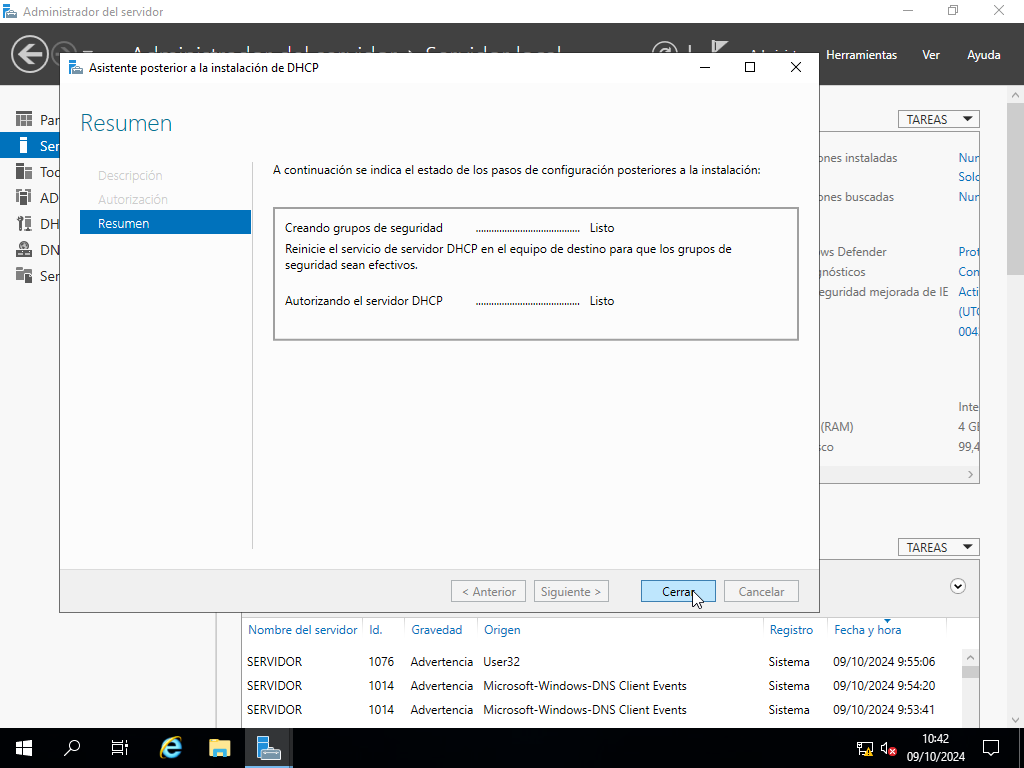 Administrador del servidor
Herramientas
Ver
Ayuda
Asistente posterior a la instalación de DHCP
Resumen
Descripción
Autorización
Resumen
A continuación se indica el estado de los pasos de configuración posteriores a la instalación:
Creando grupos de seguridad ........................................ Listo
Reinicie el servicio de servidor DHCP en el equipo de destino para que los grupos de
seguridad sean efectivos.
Autorizando el servidor DHCP ........................................ Listo
< Anterior
Siguiente >
Cerrar
Cancelar
Par
Ser
Too
AD
DH
DN
Ser
TAREAS
ones instaladas Nun
Solo
ones buscadas Nun
ws Defender Prot
gnósticos Con
eguridad mejorada de IE Acti
(UTC
004
Inte
(RAM) 4 GI
sco 99,4
TAREAS
Nombre del servidor Id. Gravedad Origen Registro Fecha y hora
SERVIDOR 1076 Advertencia User32 Sistema 09/10/2024 9:55:06
SERVIDOR 1014 Advertencia Microsoft-Windows-DNS Client Events Sistema 09/10/2024 9:54:20
SERVIDOR 1014 Advertencia Microsoft-Windows-DNS Client Events Sistema 09/10/2024 9:53:41
10:42
09/10/2024